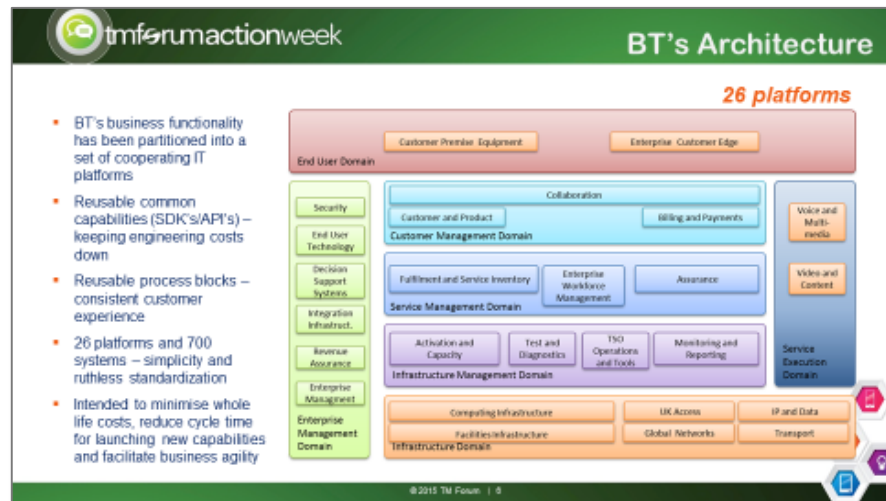 tmforumactionweek
BT's Architecture
26 platforms
BT's business functionality
has been partitioned into a
set of cooperating IT
platforms
Reusable common
capabilities (SDK's/API's) –
keeping engineering costs
down
Reusable process blocks –
consistent customer
experience
26 platforms and 700
systems – simplicity and
ruthless standardization
Intended to minimise whole
life costs, reduce cycle time
for launching new capabilities
and facilitate business agility
Customer Premise Equipment
Enterprise Customer Edge
End User Domain
Security
End User
Technology
Decision
Support
Systems
Integration
Infrastruct.
Revenue
Assurance
Enterprise
Managment
Enterprise
Management
Domain
Collaboration
Customer and Product
Billing and Payments
Customer Management Domain
Fulfilment and Service Inventory
Enterprise
Workforce
Management
Assurance
Service Management Domain
Activation and
Capacity
Test and
Diagnostics
TSO
Operations
and Tools
Monitoring and
Reporting
Infrastructure Management Domain
Voice and
Multi-
media
Video and
Content
Service
Execution
Domain
Computing Infrastructure
UK Access
IP and Data
Facilities Infrastructure
Global Networks
Transport
Infrastructure Domain
©2015 TM Forum | 6